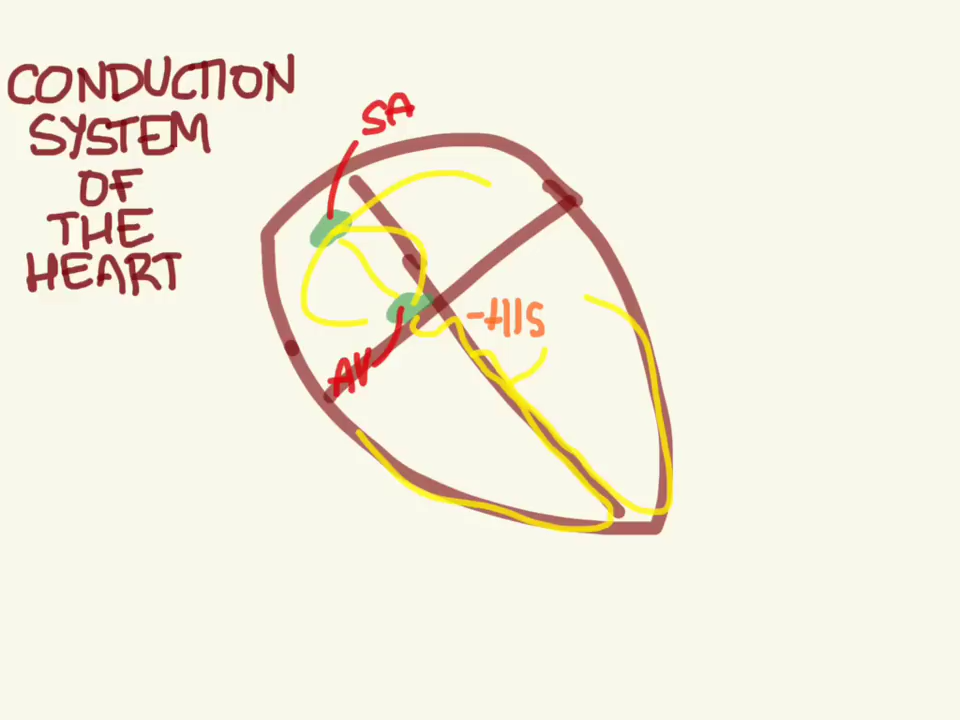 CONDUCTION
SYSTEM
OF
THE
HEART
SA
-HIS
AV